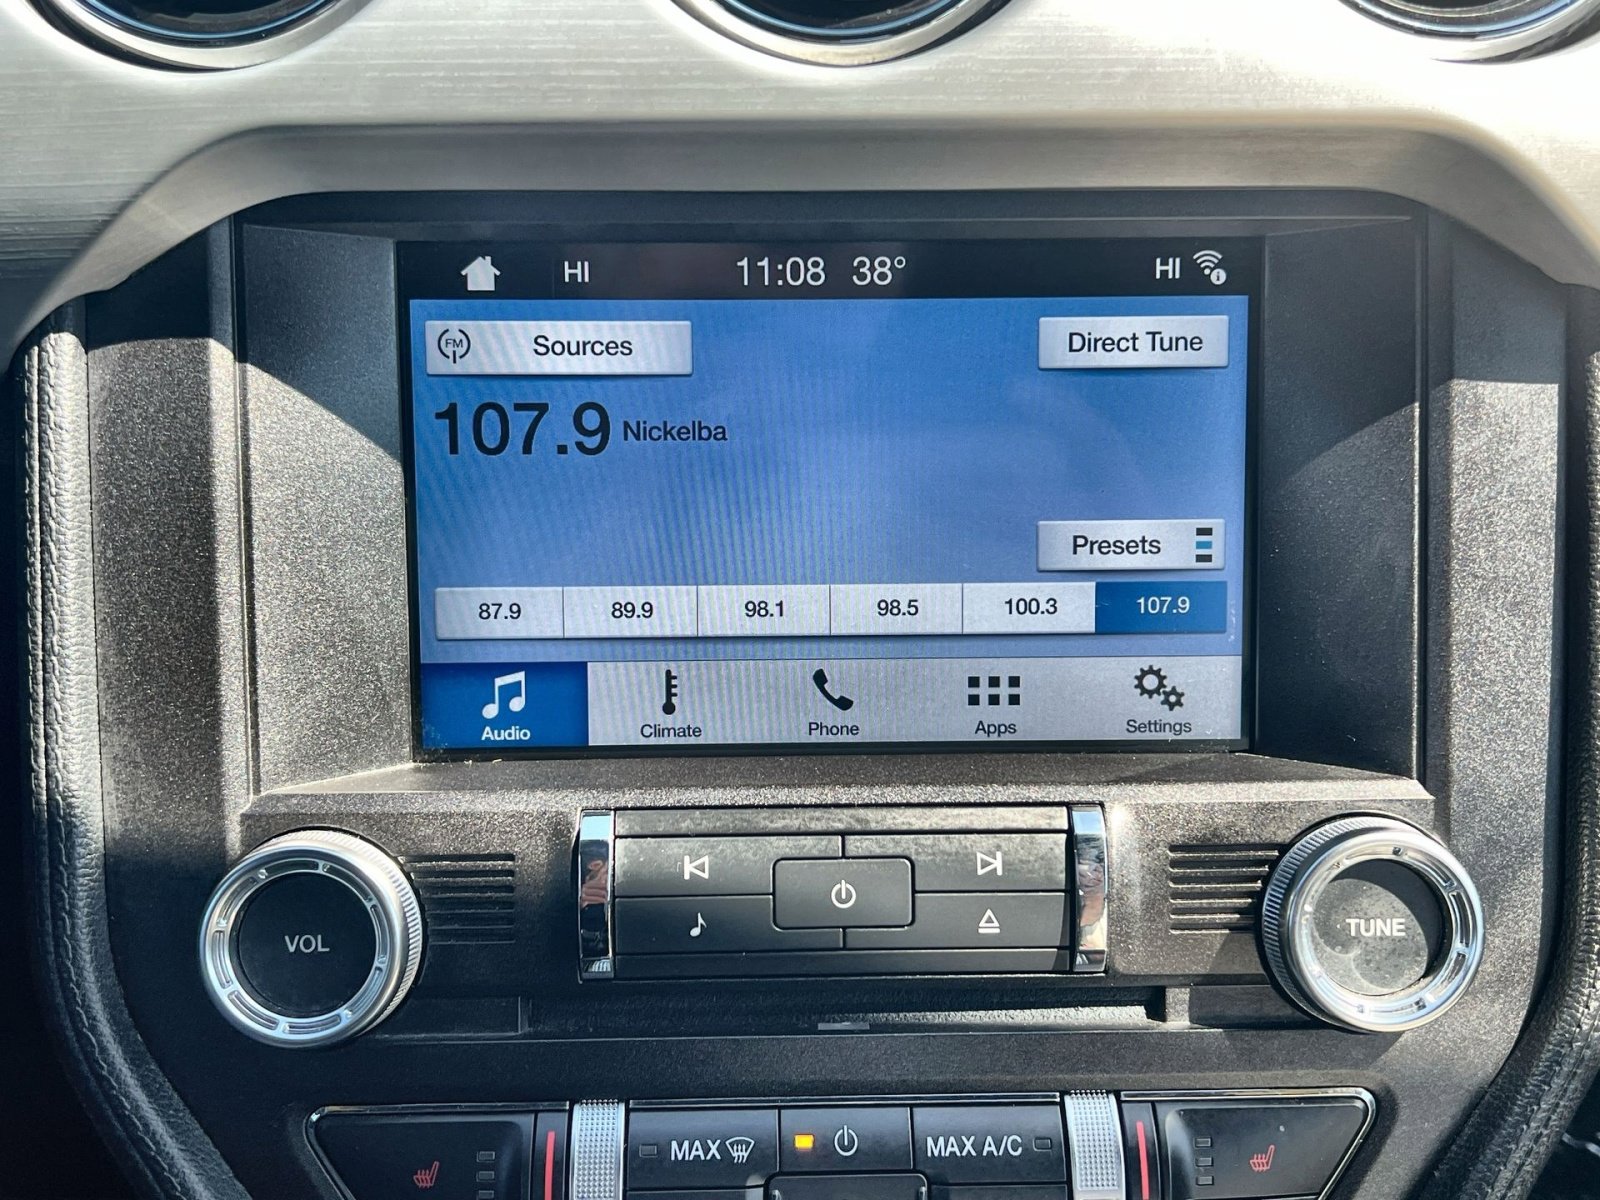 HI 11:08 38° HI
FM Sources Direct Tune
107.9 Nickelba
Presets
87.9 89.9 98.1 98.5 100.3 107.9
Audio Climate Phone Apps Settings
VOL TUNE
MAX MAX A/C